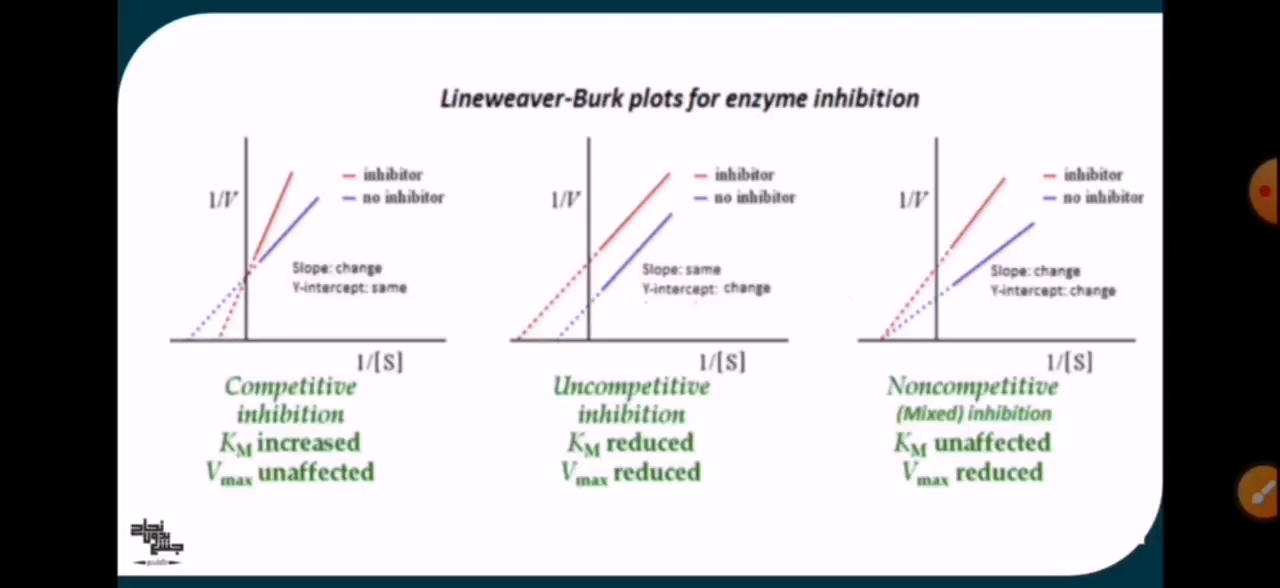 Lineweaver-Burk plots for enzyme inhibition
1/V
inhibitor
no inhibitor
Slope: change
Y-intercept: same
1/[S]
Competitive
inhibition
KM increased
Vmax unaffected
1/V
inhibitor
no inhibitor
Slope: same
Y-intercept: change
1/[S]
Uncompetitive
inhibition
KM reduced
Vmax reduced
1/V
inhibitor
no inhibitor
Slope: change
Y-intercept: change
1/[S]
Noncompetitive
(Mixed) inhibition
KM unaffected
Vmax reduced